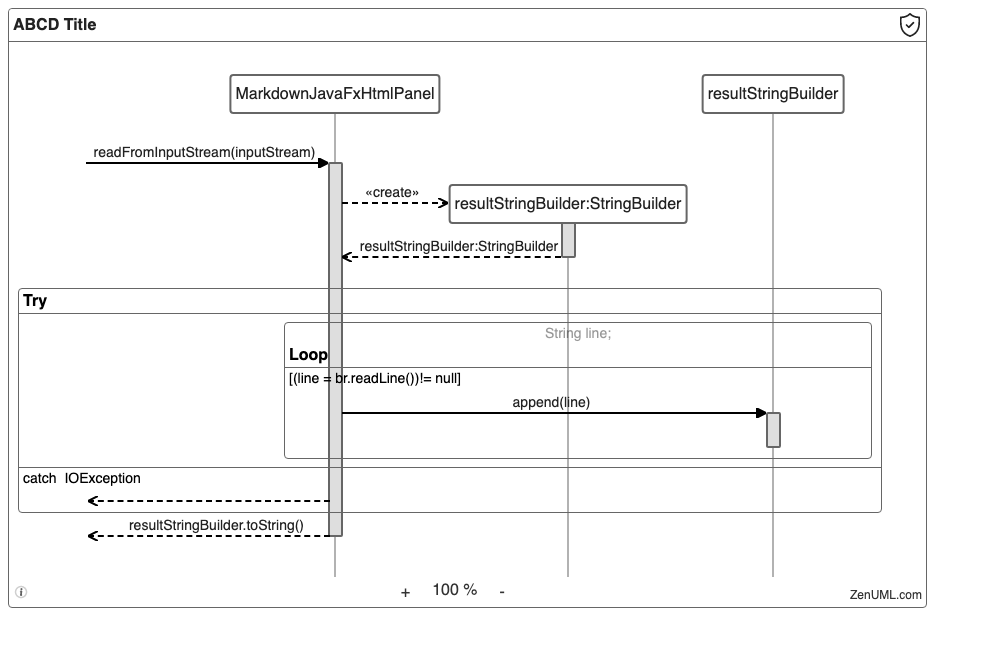 ABCD Title
MarkdownJavaFxHtmlPanel
resultStringBuilder
readFromInputStream(inputStream)
«create»
resultStringBuilder:StringBuilder
resultStringBuilder:StringBuilder
Try
String line;
Loop
[(line = br.readLine())!= null]
append(line)
catch IOException
resultStringBuilder.toString()
+ 100 % -
ZenUML.com